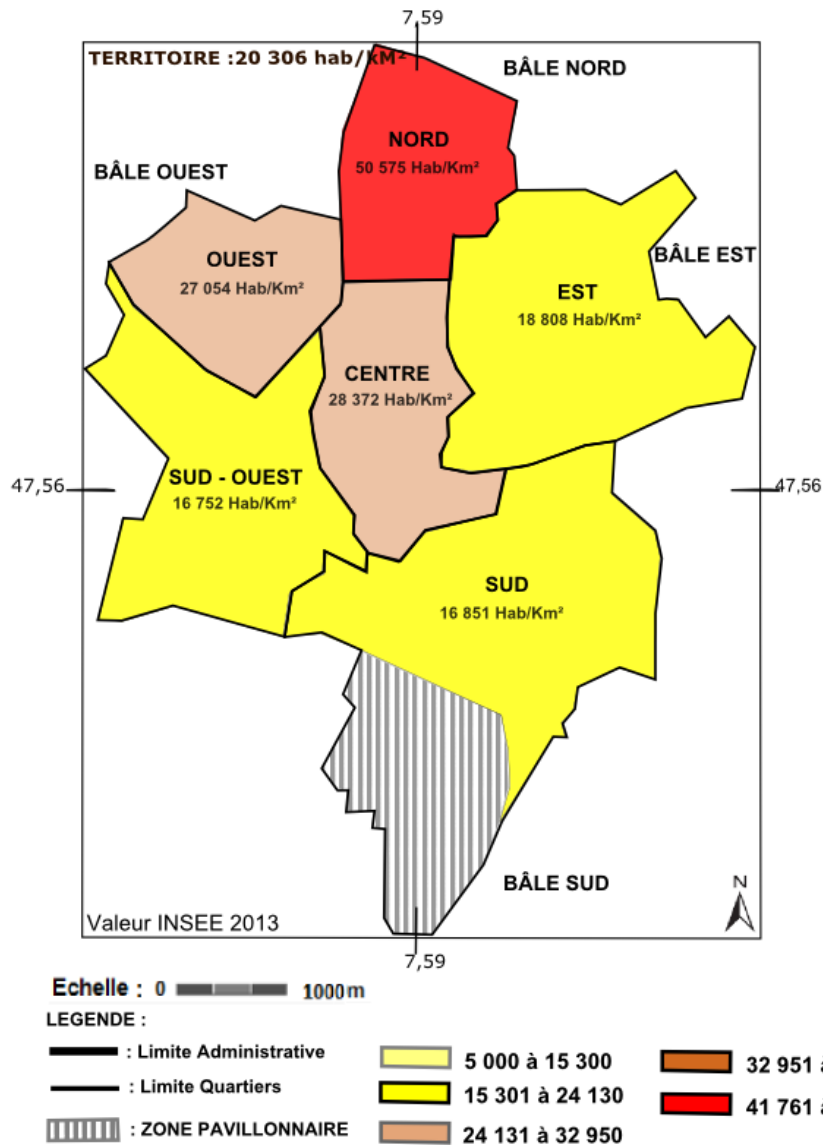 7,59
TERRITOIRE :20 306 hab/kM²
BÂLE NORD
NORD
50 575 Hab/Km²
BÂLE OUEST
OUEST
27 054 Hab/Km²
BÂLE EST
EST
18 808 Hab/Km²
CENTRE
28 372 Hab/Km²
SUD - OUEST
16 752 Hab/Km²
47,56
47,56
SUD
16 851 Hab/Km²
BÂLE SUD
N
Valeur INSEE 2013
7,59
Echelle : 0 1000m
LEGENDE :
: Limite Administrative
: Limite Quartiers
: ZONE PAVILLONNAIRE
5 000 à 15 300
15 301 à 24 130
24 131 à 32 950
32 951 à
41 761 à